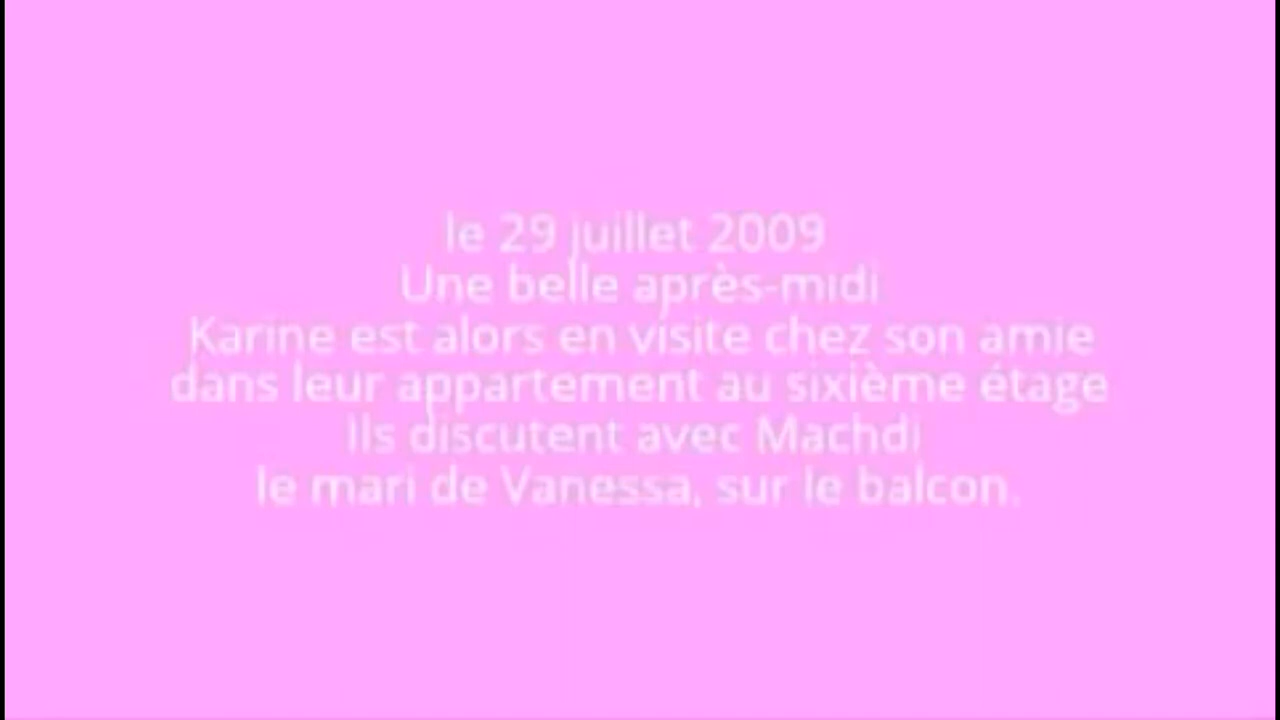 le 29 juillet 2009
Une belle après-midi
Karine est alors en visite chez son amie
dans leur appartement au sixième étage
Ils discutent avec Machdi
le mari de Vanessa, sur le balcon.